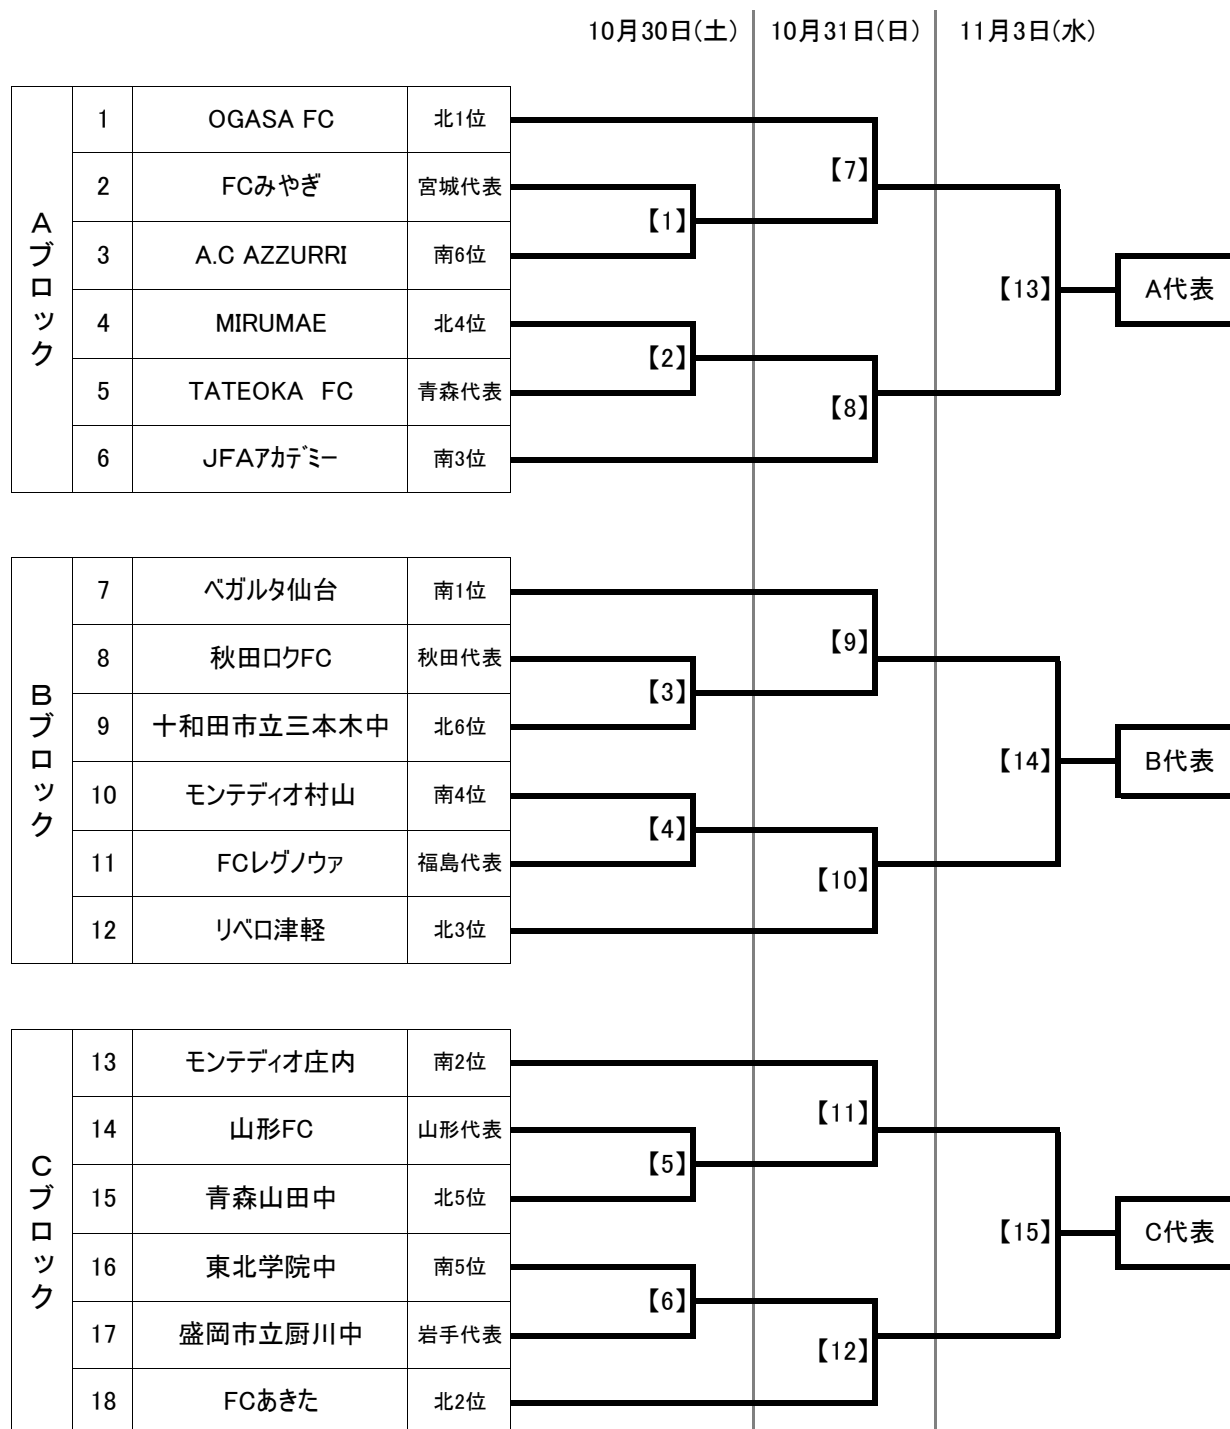 10月30日(土) 10月31日(日) 11月3日(水)
Aブロック
1 OGASA FC 北1位
2 FCみやぎ 宮城代表
3 A.C AZZURRI 南6位
4 MIRUMAE 北4位
5 TATEOKA　FC 青森代表
6 JFAｱｶﾃﾞﾐｰ 南3位
【1】
【2】
【7】
【8】
【13】
A代表
Bブロック
7 ベガルタ仙台 南1位
8 秋田ロクFC 秋田代表
9 十和田市立三本木中 北6位
10 モンテディオ村山 南4位
11 FCレグノウァ 福島代表
12 リベロ津軽 北3位
【3】
【4】
【9】
【10】
【14】
B代表
Cブロック
13 モンテディオ庄内 南2位
14 山形FC 山形代表
15 青森山田中 北5位
16 東北学院中 南5位
17 盛岡市立厨川中 岩手代表
18 FCあきた 北2位
【5】
【6】
【11】
【12】
【15】
C代表